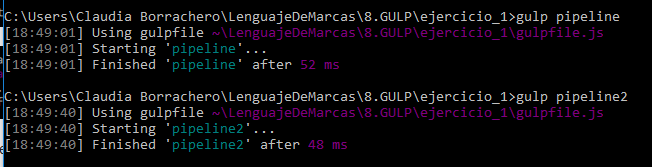 C:\Users\Claudia Borrachero\LenguajeDeMarcas\8.GULP\ejercicio_1>gulp pipeline
[18:49:01] Using gulpfile ~\LenguajeDeMarcas\8.GULP\ejercicio_1\gulpfile.js
[18:49:01] Starting 'pipeline'...
[18:49:01] Finished 'pipeline' after 52 ms
C:\Users\Claudia Borrachero\LenguajeDeMarcas\8.GULP\ejercicio_1>gulp pipeline2
[18:49:40] Using gulpfile ~\LenguajeDeMarcas\8.GULP\ejercicio_1\gulpfile.js
[18:49:40] Starting 'pipeline2'...
[18:49:40] Finished 'pipeline2' after 48 ms